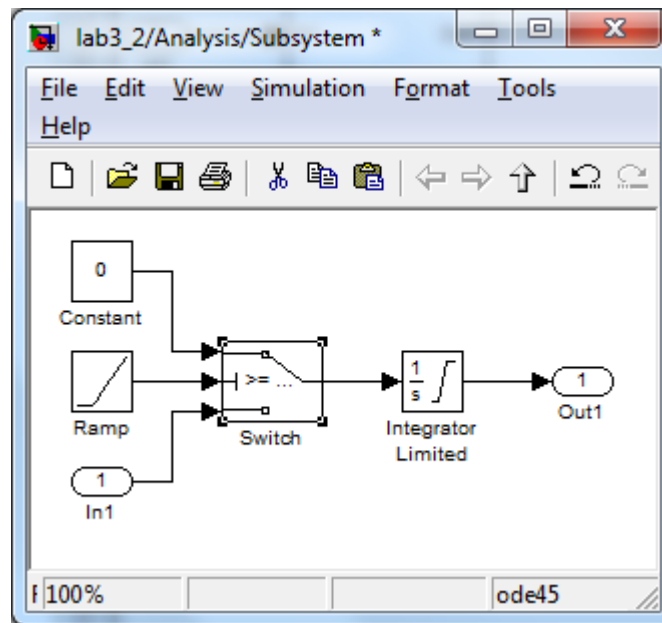 lab3_2/Analysis/Subsystem *
File Edit View Simulation Format Tools
Help
0
Constant
Ramp
1
In1
>= ...
Switch
1
s
Integrator
Limited
1
Out1
100%
ode45